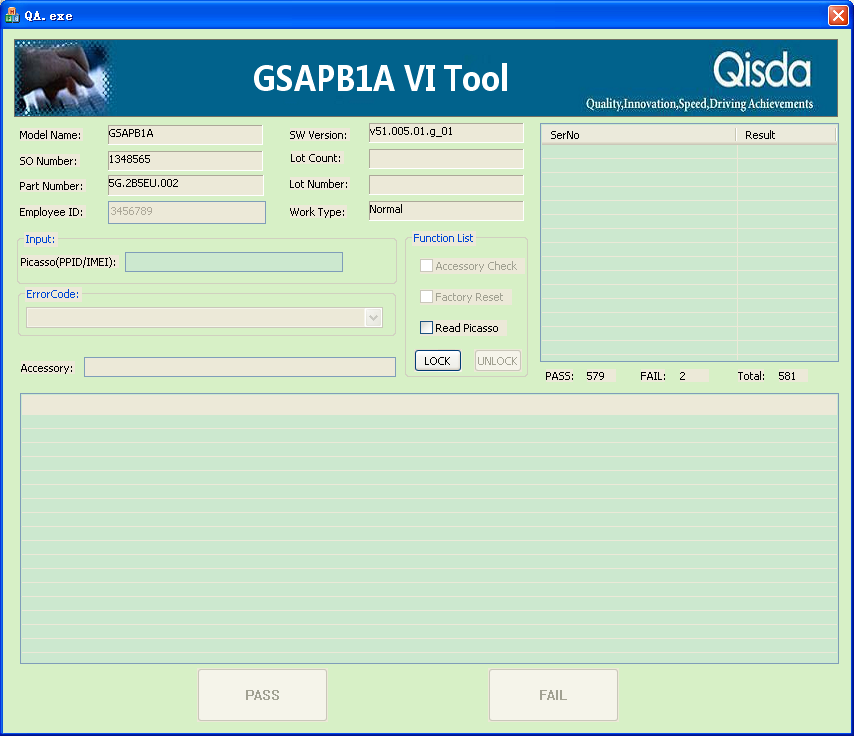 QA.exe
GSAPB1A VI Tool
Qisda
Quality,Innovation,Speed,Driving Achievements
Model Name: GSAPB1A
SW Version: v51.005.01.g_01
SerNo Result
SO Number: 1348565
Lot Count:
Part Number: 5G.2B5EU.002
Lot Number:
Employee ID: 3456789
Work Type: Normal
Input:
Picasso(PPID/IMEI):
Function List
Accessory Check
Factory Reset
Read Picasso
LOCK UNLOCK
ErrorCode:
Accessory:
PASS: 579 FAIL: 2 Total: 581
PASS FAIL